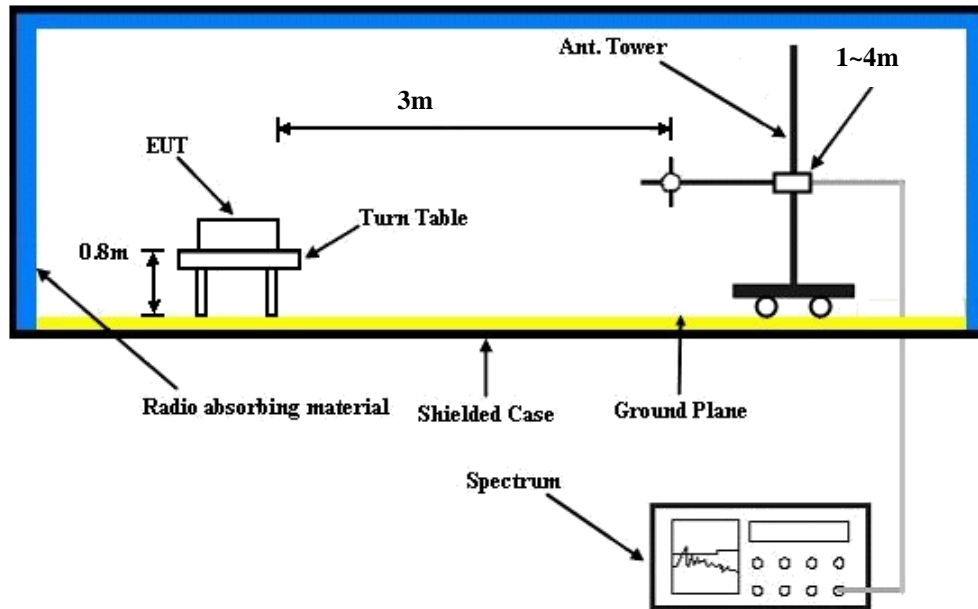 Ant. Tower
1~4m
3m
EUT
Turn Table
0.8m
Radio absorbing material
Shielded Case
Ground Plane
Spectrum